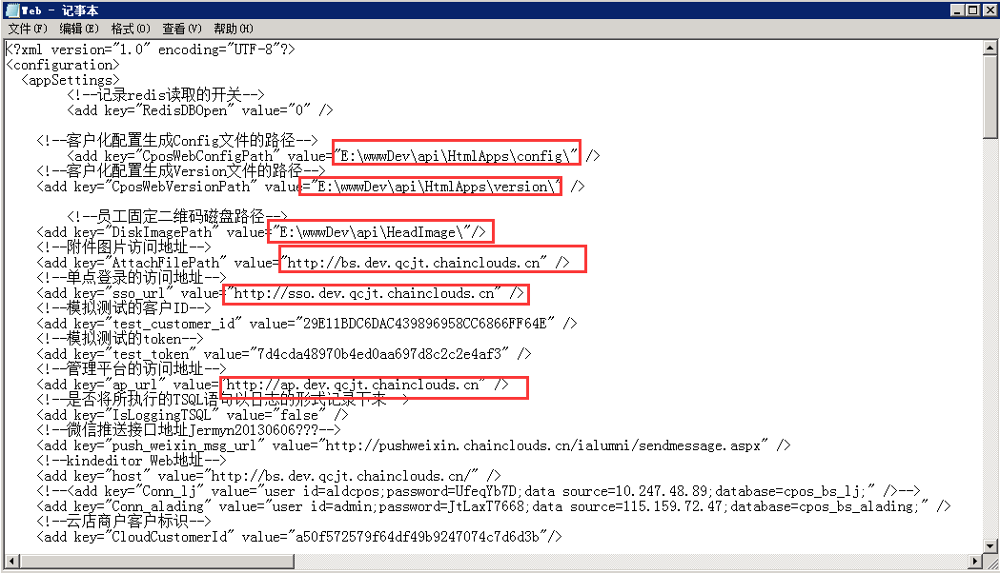 Web - 记事本
文件(F) 编辑(E) 格式(O) 查看(V) 帮助(H)
<?xml version="1.0" encoding="UTF-8"?>
<configuration>
<appSettings>
<!--记录redis读取的开关-->
<add key="RedisDBOpen" value="0" />
<!--客户化配置生成Config文件的路径-->
<add key="CposWebConfigPath" value="E:\wwwDev\api\HtmlApps\config\" />
<!--客户化配置生成Version文件的路径-->
<add key="CposWebVersionPath" value="E:\wwwDev\api\HtmlApps\version\" />
<!--员工固定二维码磁盘路径-->
<add key="DiskImagePath" value="E:\wwwDev\api\HeadImage\"/>
<!--附件图片访问地址-->
<add key="AttachFilePath" value="http://bs.dev.qcjt.chainclouds.cn" />
<!--单点登录的访问地址-->
<add key="sso_url" value="http://sso.dev.qcjt.chainclouds.cn" />
<!--模拟测试的客户ID-->
<add key="test_customer_id" value="29E11BDC6DAC439896958CC6866FF64E" />
<!--模拟测试的token-->
<add key="test_token" value="7d4cda48970b4ed0aa697d8c2c2e4af3" />
<!--管理平台的访问地址-->
<add key="ap_url" value="http://ap.dev.qcjt.chainclouds.cn" />
<!--是否将所执行的TSQL语句以日志的形式记录下来-->
<add key="IsLoggingTSQL" value="false" />
<!--微信推送接口地址Jermyn20130606???-->
<add key="push_weixin_msg_url" value="http://pushweixin.chainclouds.cn/ialumni/sendmessage.aspx" />
<!--kindeditor Web地址-->
<add key="host" value="http://bs.dev.qcjt.chainclouds.cn/" />
<!--<add key="Conn_lj" value="user id=aldcpos;password=UfeqYb7D;data source=10.247.48.89;database=cpos_bs_lj;" />-->
<add key="Conn_alading" value="user id=admin;password=JtLaxT7668;data source=115.159.72.47;database=cpos_bs_alading;" />
<!--云店商户客户标识-->
<add key="CloudCustomerId" value="a50f572579f64df49b9247074c7d6d3b"/>